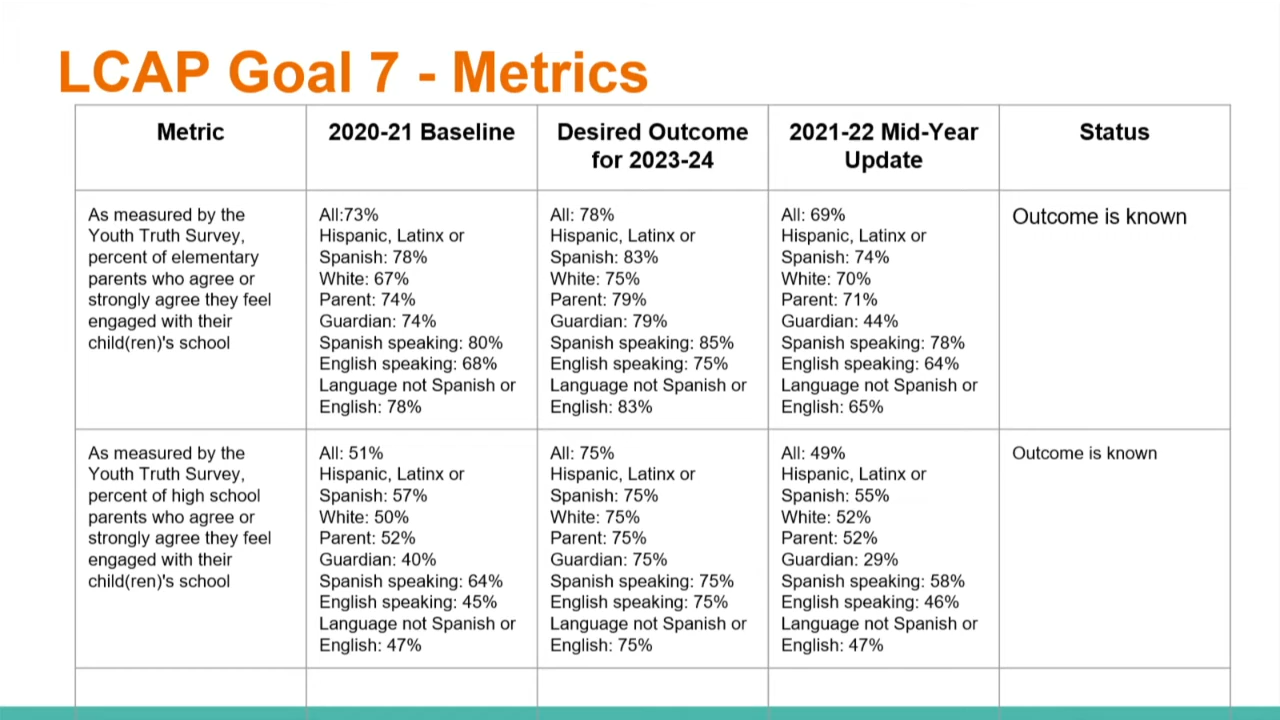 LCAP Goal 7 - Metrics
Metric
2020-21 Baseline
Desired Outcome
for 2023-24
2021-22 Mid-Year
Update
Status
As measured by the
Youth Truth Survey,
percent of elementary
parents who agree or
strongly agree they feel
engaged with their
child(ren)'s school
All:73%
Hispanic, Latinx or
Spanish: 78%
White: 67%
Parent: 74%
Guardian: 74%
Spanish speaking: 80%
English speaking: 68%
Language not Spanish or
English: 78%
All: 78%
Hispanic, Latinx or
Spanish: 83%
White: 75%
Parent: 79%
Guardian: 79%
Spanish speaking: 85%
English speaking: 75%
Language not Spanish or
English: 83%
All: 69%
Hispanic, Latinx or
Spanish: 74%
White: 70%
Parent: 71%
Guardian: 44%
Spanish speaking: 78%
English speaking: 64%
Language not Spanish or
English: 65%
Outcome is known
As measured by the
Youth Truth Survey,
percent of high school
parents who agree or
strongly agree they feel
engaged with their
child(ren)'s school
All: 51%
Hispanic, Latinx or
Spanish: 57%
White: 50%
Parent: 52%
Guardian: 40%
Spanish speaking: 64%
English speaking: 45%
Language not Spanish or
English: 47%
All: 75%
Hispanic, Latinx or
Spanish: 75%
White: 75%
Parent: 75%
Guardian: 75%
Spanish speaking: 75%
English speaking: 75%
Language not Spanish or
English: 75%
All: 49%
Hispanic, Latinx or
Spanish: 55%
White: 52%
Parent: 52%
Guardian: 29%
Spanish speaking: 58%
English speaking: 46%
Language not Spanish or
English: 47%
Outcome is known